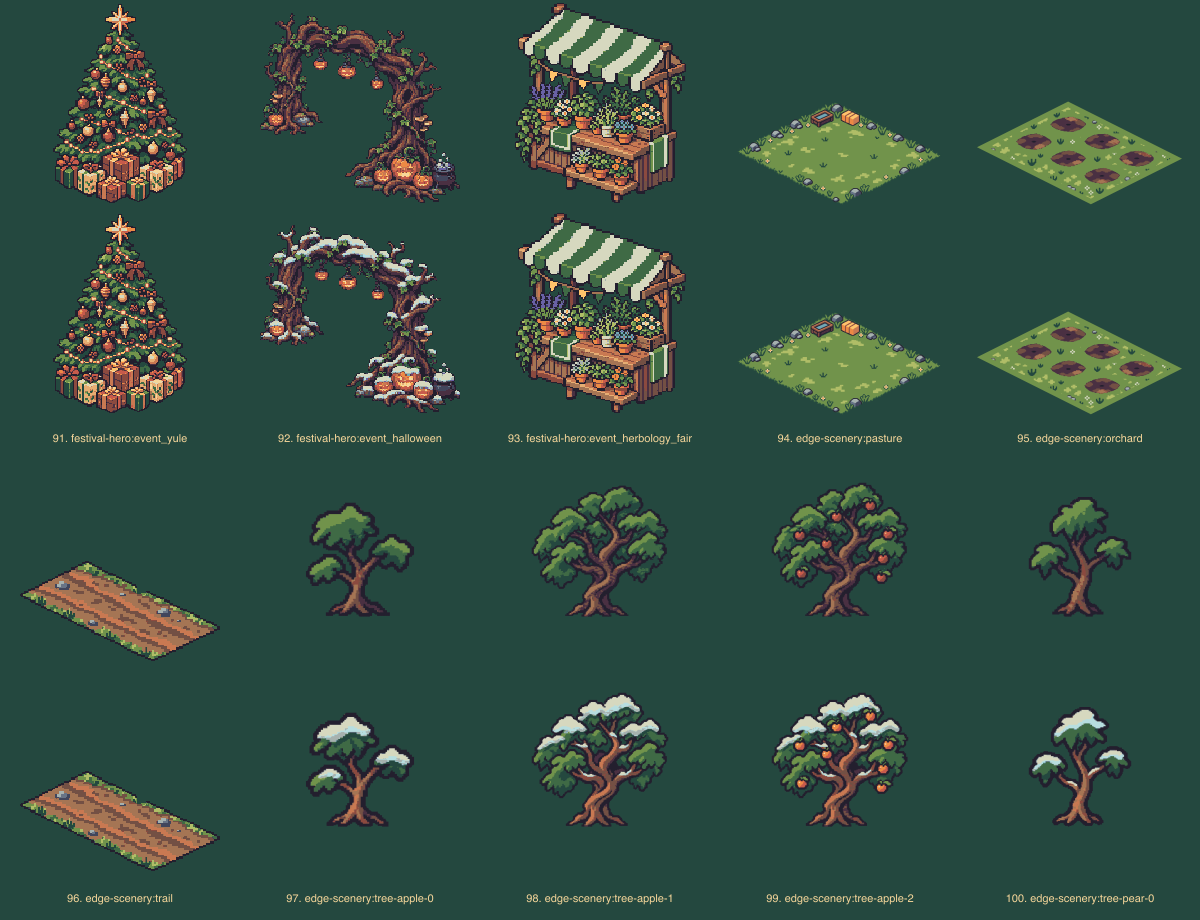 91. festival-hero:event_yule
92. festival-hero:event_halloween
93. festival-hero:event_herbology_fair
94. edge-scenery:pasture
95. edge-scenery:orchard
96. edge-scenery:trail
97. edge-scenery:tree-apple-0
98. edge-scenery:tree-apple-1
99. edge-scenery:tree-apple-2
100. edge-scenery:tree-pear-0